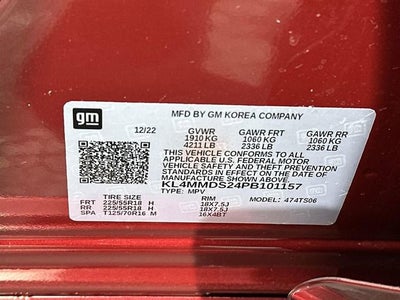 gm
MFD BY GM KOREA COMPANY
12/22 GVWR GAWR FRT GAWR RR
1910 KG 1060 KG 1060 KG
4211 LB 2336 LB 2336 LB
THIS VEHICLE CONFORMS TO ALL
APPLICABLE U.S. FEDERAL MOTOR
VEHICLE SAFETY AND THEFT PREVENTION
STANDARDS IN EFFECT ON THE DATE OF
MANUFACTURE SHOWN ABOVE.
KL4MMDS24PB101157
TYPE: MPV MODEL: 474TS06
TIRE SIZE RIM
FRT 225/55R18 H 18X7.5J
RR 225/55R18 H 18X7.5J
SPA T125/70R16 M 16X4BT